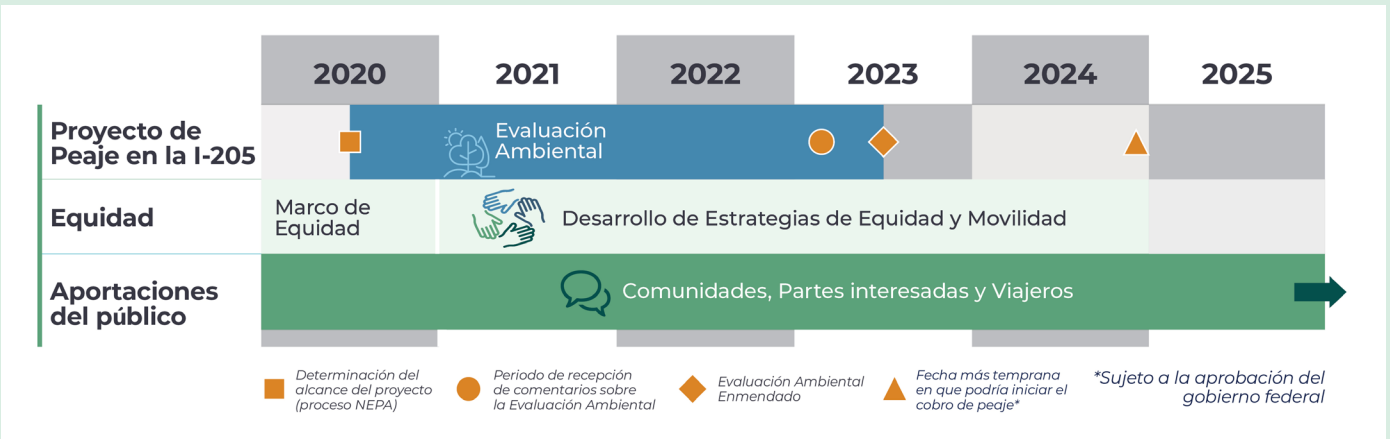 2020
2021
2022
2023
2024
2025
Proyecto de
Peaje en la I-205
Evaluación
Ambiental
Equidad
Marco de
Equidad
Desarrollo de Estrategias de Equidad y Movilidad
Aportaciones
del público
Comunidades, Partes interesadas y Viajeros
Determinación del
alcance del proyecto
(proceso NEPA)
Periodo de recepción
de comentarios sobre
la Evaluación Ambiental
Evaluación Ambiental
Enmendado
Fecha más temprana
en que podría iniciar el
cobro de peaje*
*Sujeto a la aprobación del
gobierno federal